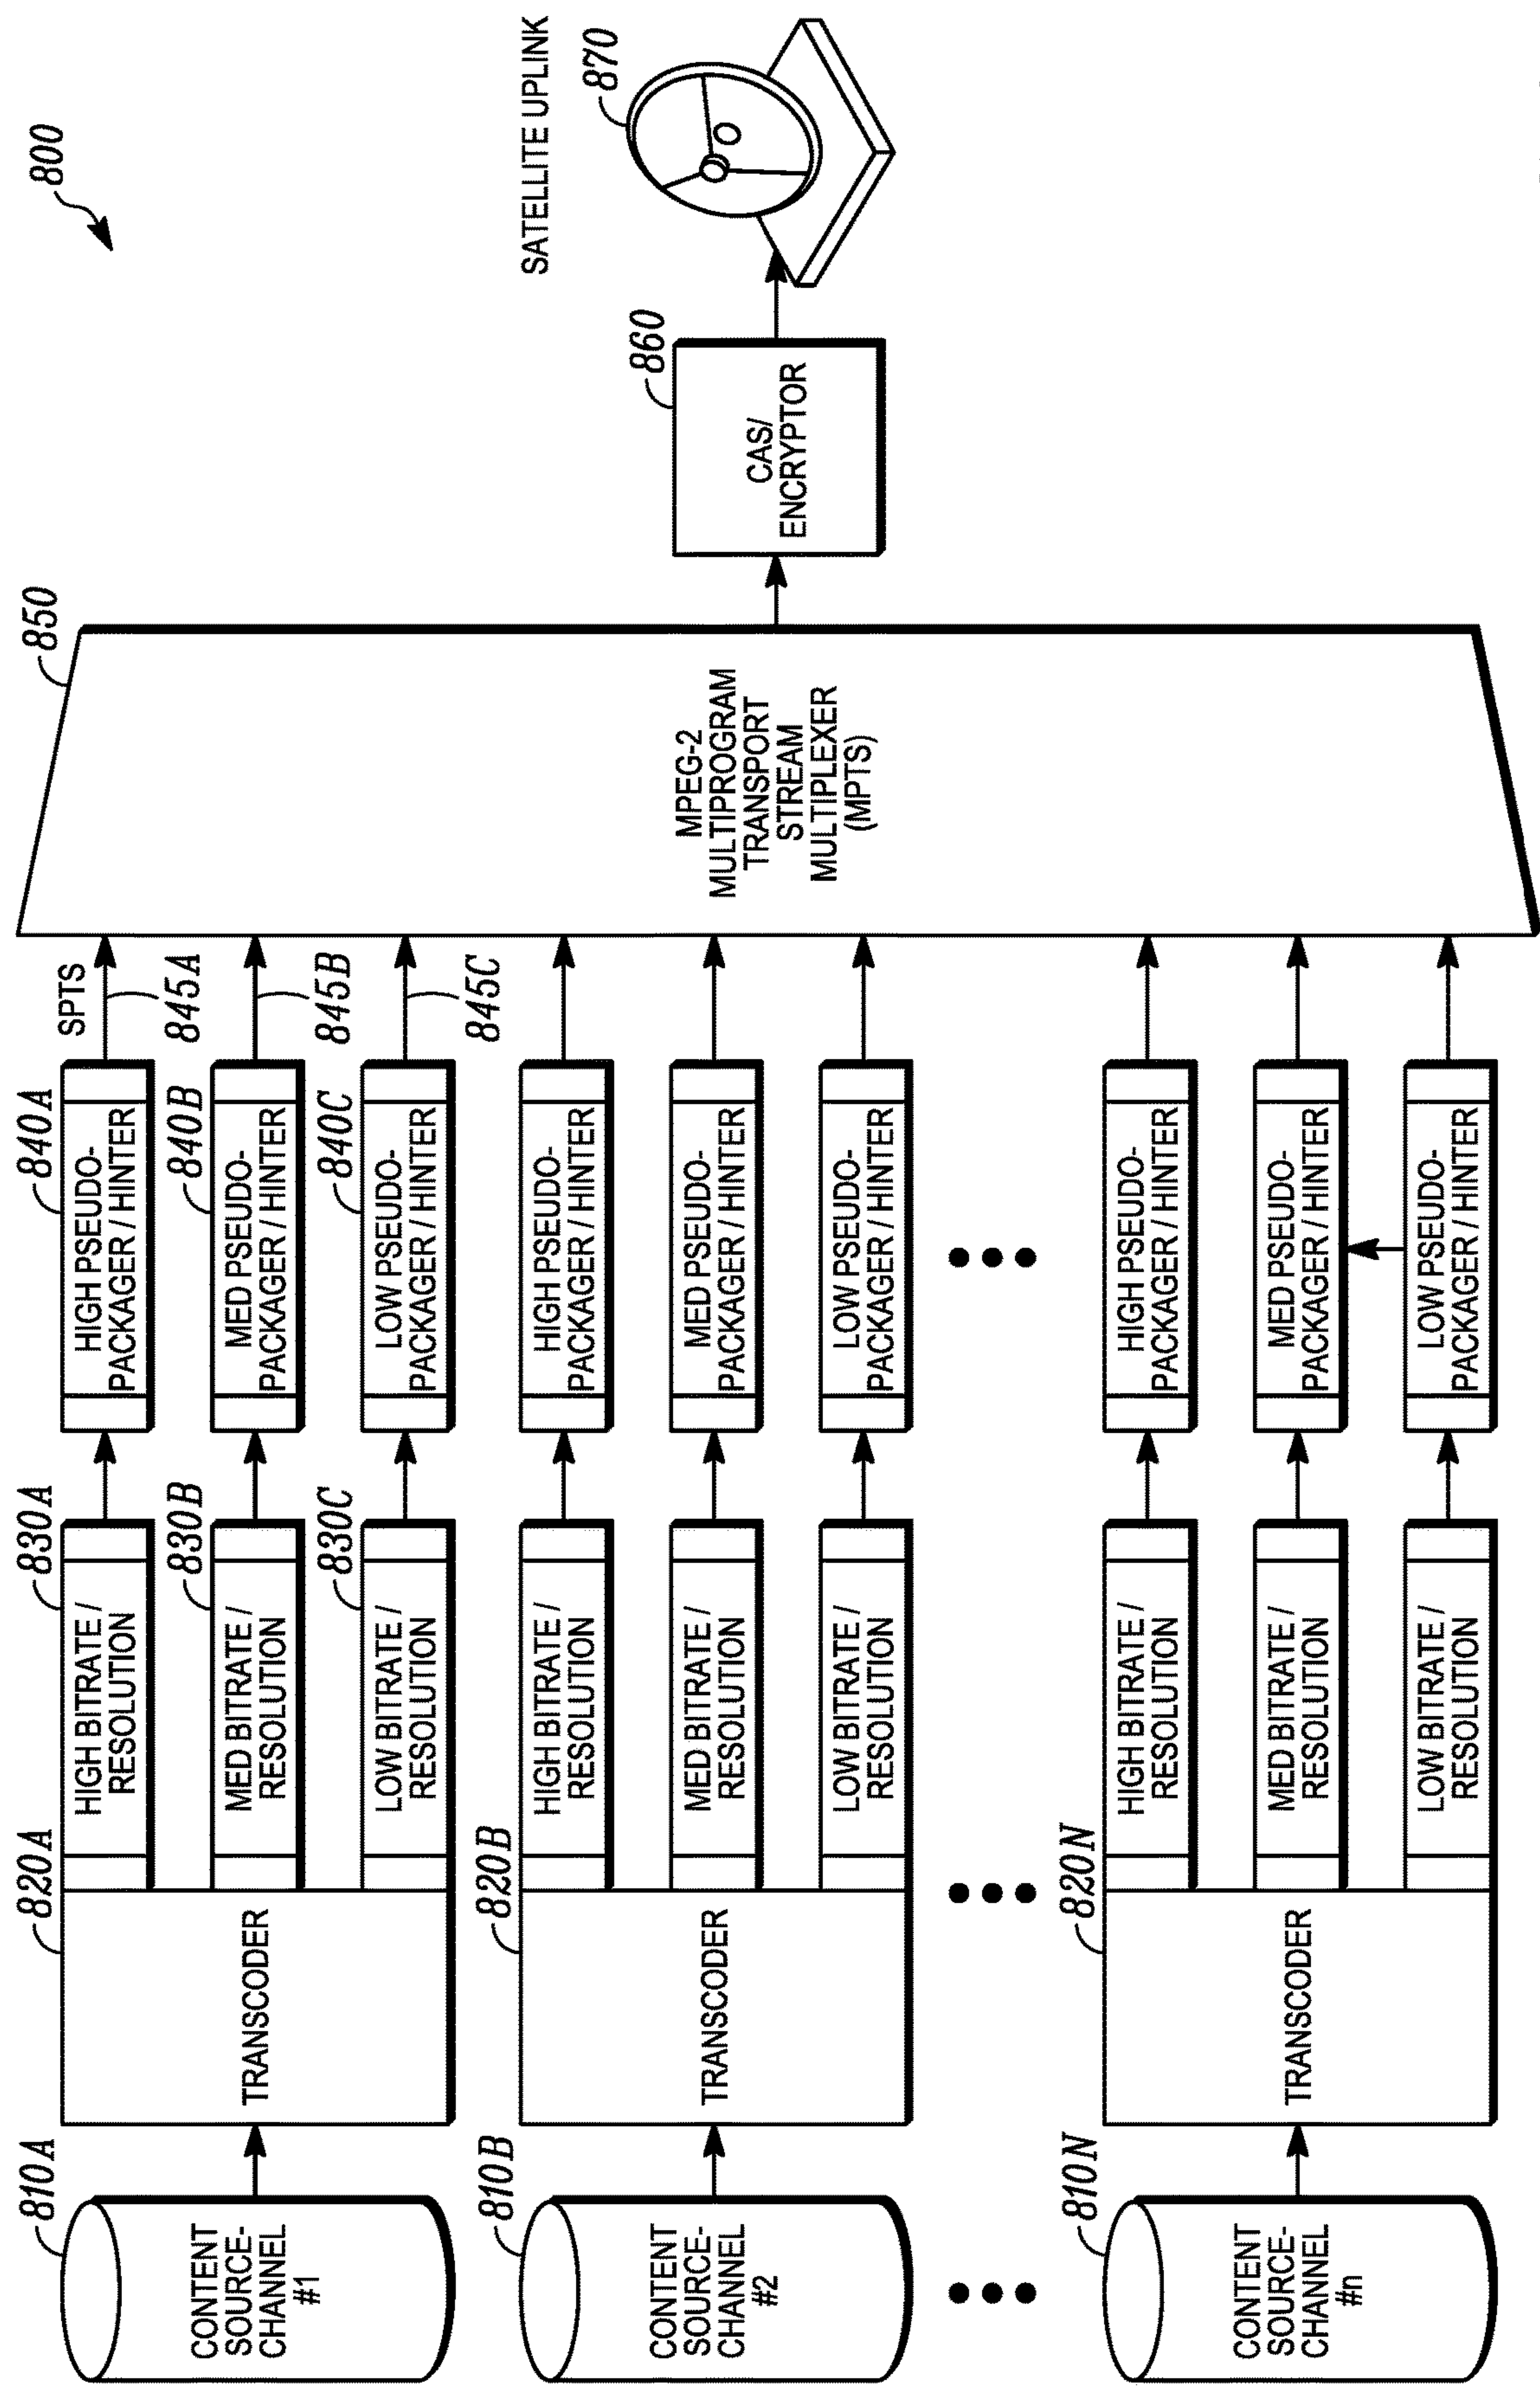 800
810A
CONTENT
SOURCE-
CHANNEL
#1
820A
TRANSCODER
830A
HIGH BITRATE /
RESOLUTION
830B
MED BITRATE /
RESOLUTION
830C
LOW BITRATE /
RESOLUTION
840A
HIGH PSEUDO-
PACKAGER / HINTER
840B
MED PSEUDO-
PACKAGER / HINTER
840C
LOW PSEUDO-
PACKAGER / HINTER
SPTS
845A
845B
845C
810B
CONTENT
SOURCE-
CHANNEL
#2
820B
TRANSCODER
HIGH BITRATE /
RESOLUTION
MED BITRATE /
RESOLUTION
LOW BITRATE /
RESOLUTION
HIGH PSEUDO-
PACKAGER / HINTER
MED PSEUDO-
PACKAGER / HINTER
LOW PSEUDO-
PACKAGER / HINTER
810N
CONTENT
SOURCE-
CHANNEL
#n
820N
TRANSCODER
HIGH BITRATE /
RESOLUTION
MED BITRATE /
RESOLUTION
LOW BITRATE /
RESOLUTION
HIGH PSEUDO-
PACKAGER / HINTER
MED PSEUDO-
PACKAGER / HINTER
LOW PSEUDO-
PACKAGER / HINTER
850
MPEG-2
MULTIPROGRAM
TRANSPORT
STREAM
MULTIPLEXER
(MPTS)
860
CAS/
ENCRYPTOR
SATELLITE UPLINK
870